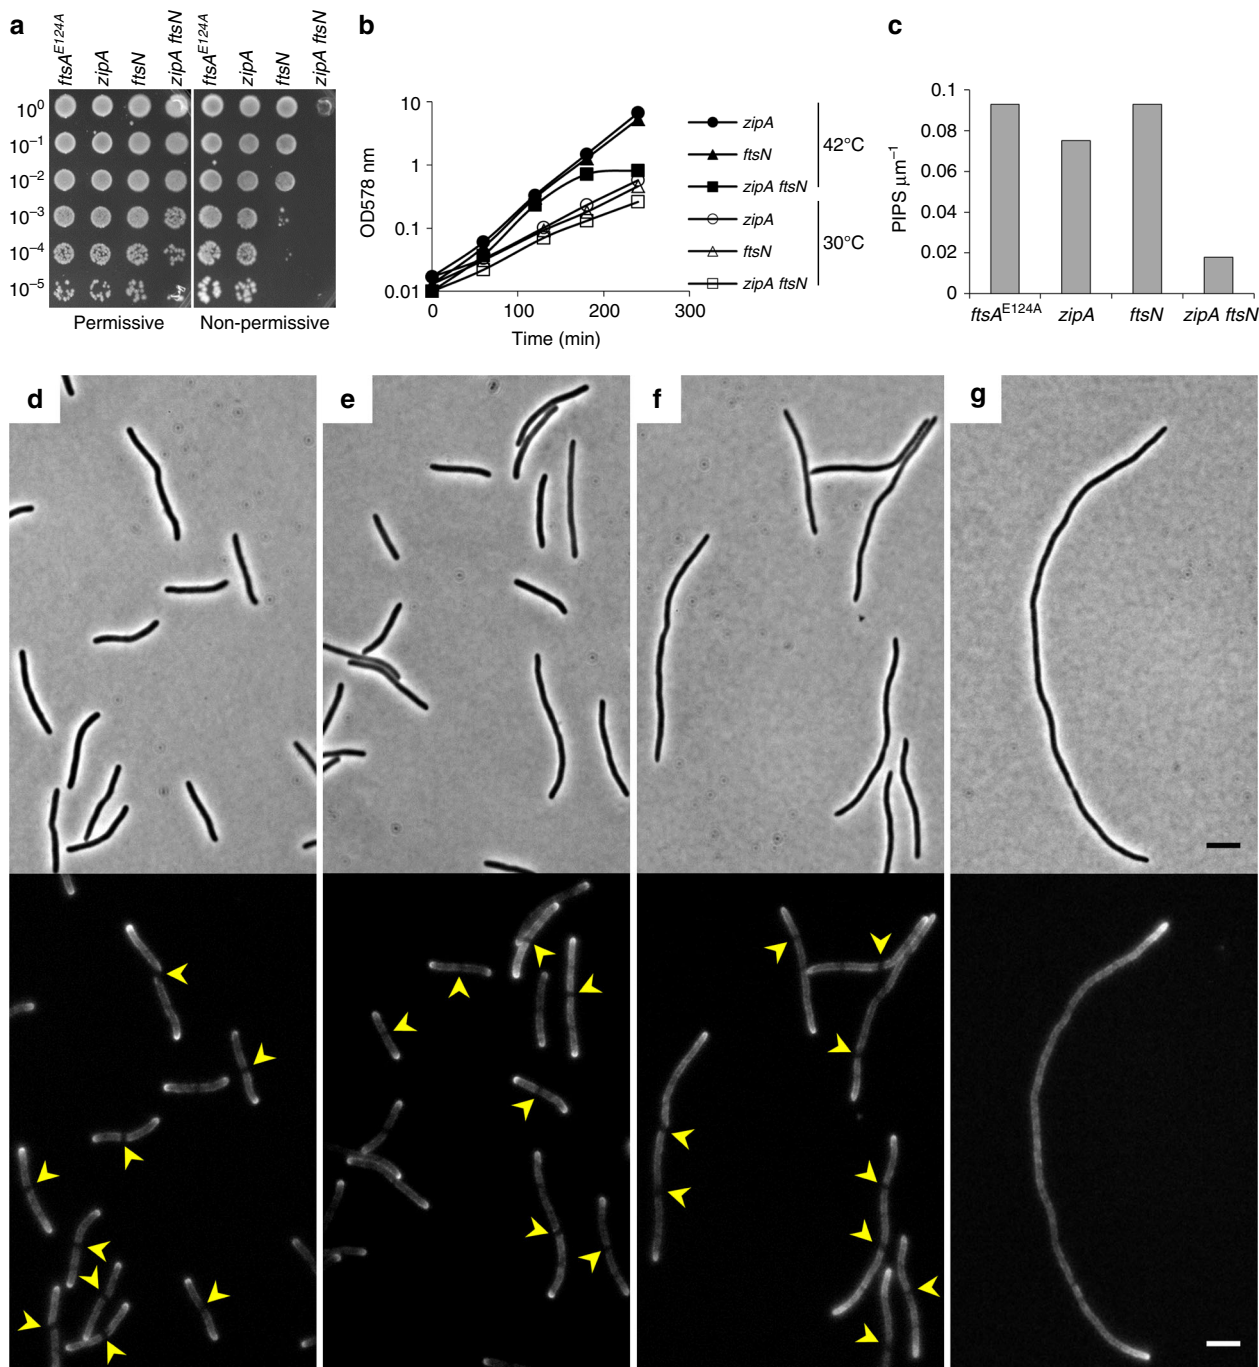 a
ftsA^E124A
zipA
ftsN
zipA ftsN
ftsA^E124A
zipA
ftsN
zipA ftsN
10⁰
10⁻¹
10⁻²
10⁻³
10⁻⁴
10⁻⁵
Permissive
Non-permissive
b
OD578 nm
10
1
0.1
0.01
0
100
200
300
Time (min)
zipA
ftsN
zipA ftsN
42°C
zipA
ftsN
zipA ftsN
30°C
c
PIPS μm⁻¹
0.1
0.08
0.06
0.04
0.02
0
ftsA^E124A
zipA
ftsN
zipA ftsN
d
e
f
g